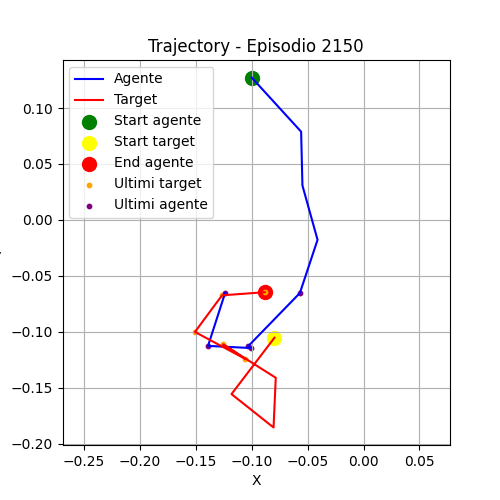 Trajectory - Episodio 2150
Agente
Target
Start agente
Start target
End agente
Ultimi target
Ultimi agente
0.10
0.05
0.00
−0.05
−0.10
−0.15
−0.20
−0.25
−0.20
−0.15
−0.10
−0.05
0.00
0.05
X